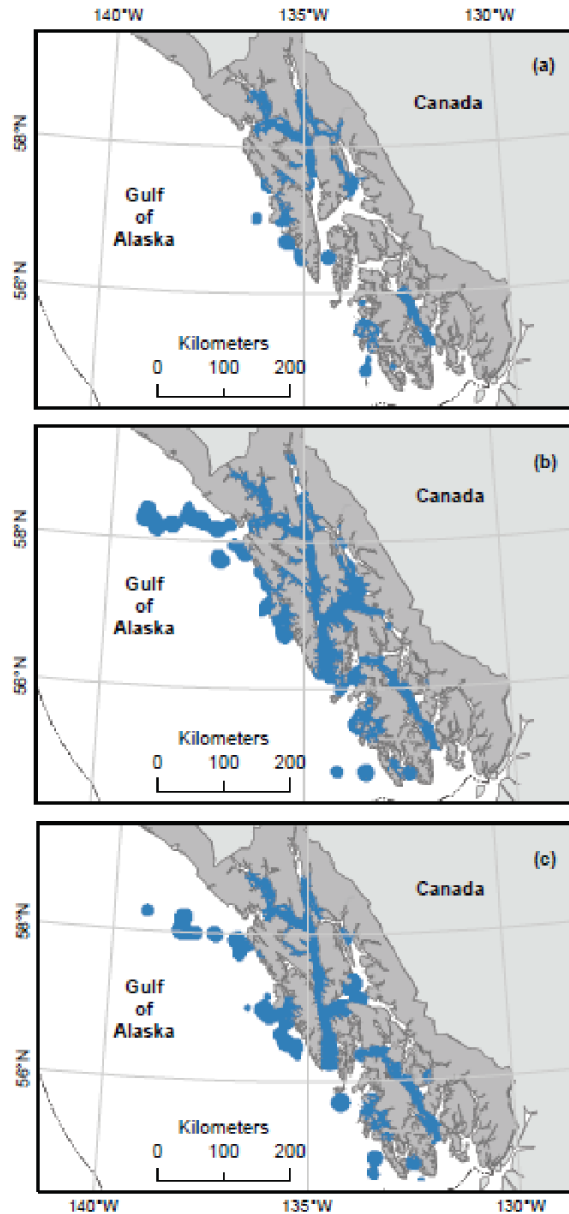 140°W 135°W 130°W
(a)
Canada
58°N
Gulf
of
Alaska
56°N
Kilometers
0 100 200
(b)
Canada
58°N
Gulf
of
Alaska
56°N
Kilometers
0 100 200
(c)
Canada
58°N
Gulf
of
Alaska
56°N
Kilometers
0 100 200
140°W 135°W 130°W